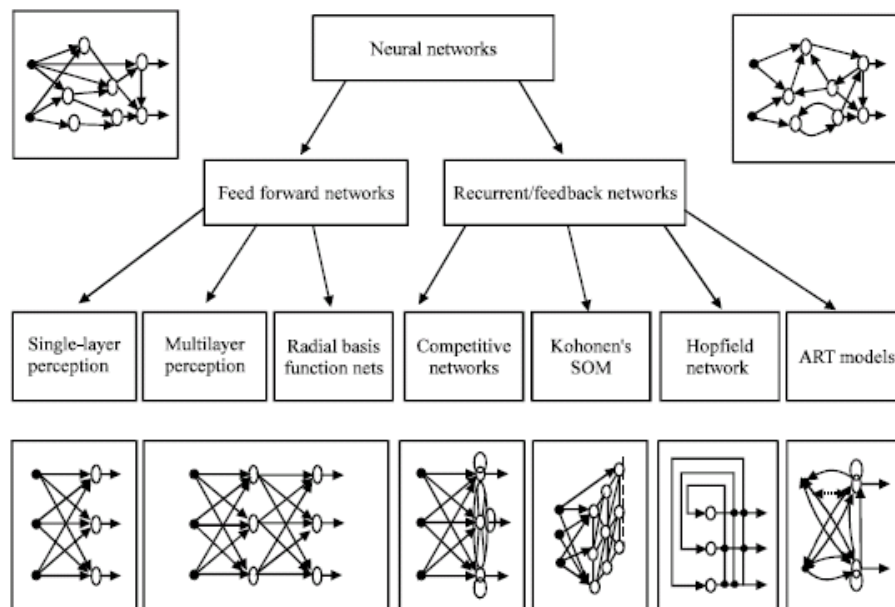 Neural networks
Feed forward networks
Recurrent/feedback networks
Single-layer
perception
Multilayer
perception
Radial basis
function nets
Competitive
networks
Kohonen's
SOM
Hopfield
network
ART models